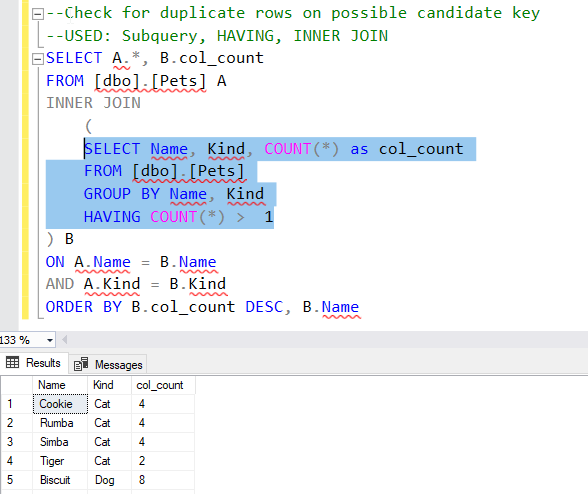 --Check for duplicate rows on possible candidate key
--USED: Subquery, HAVING, INNER JOIN
SELECT A.*, B.col_count
FROM [dbo].[Pets] A
INNER JOIN
(
SELECT Name, Kind, COUNT(*) as col_count
FROM [dbo].[Pets]
GROUP BY Name, Kind
HAVING COUNT(*) > 1
) B
ON A.Name = B.Name
AND A.Kind = B.Kind
ORDER BY B.col_count DESC, B.Name
133 %
Results Messages
Name Kind col_count
1 Cookie Cat 4
2 Rumba Cat 4
3 Simba Cat 4
4 Tiger Cat 2
5 Biscuit Dog 8